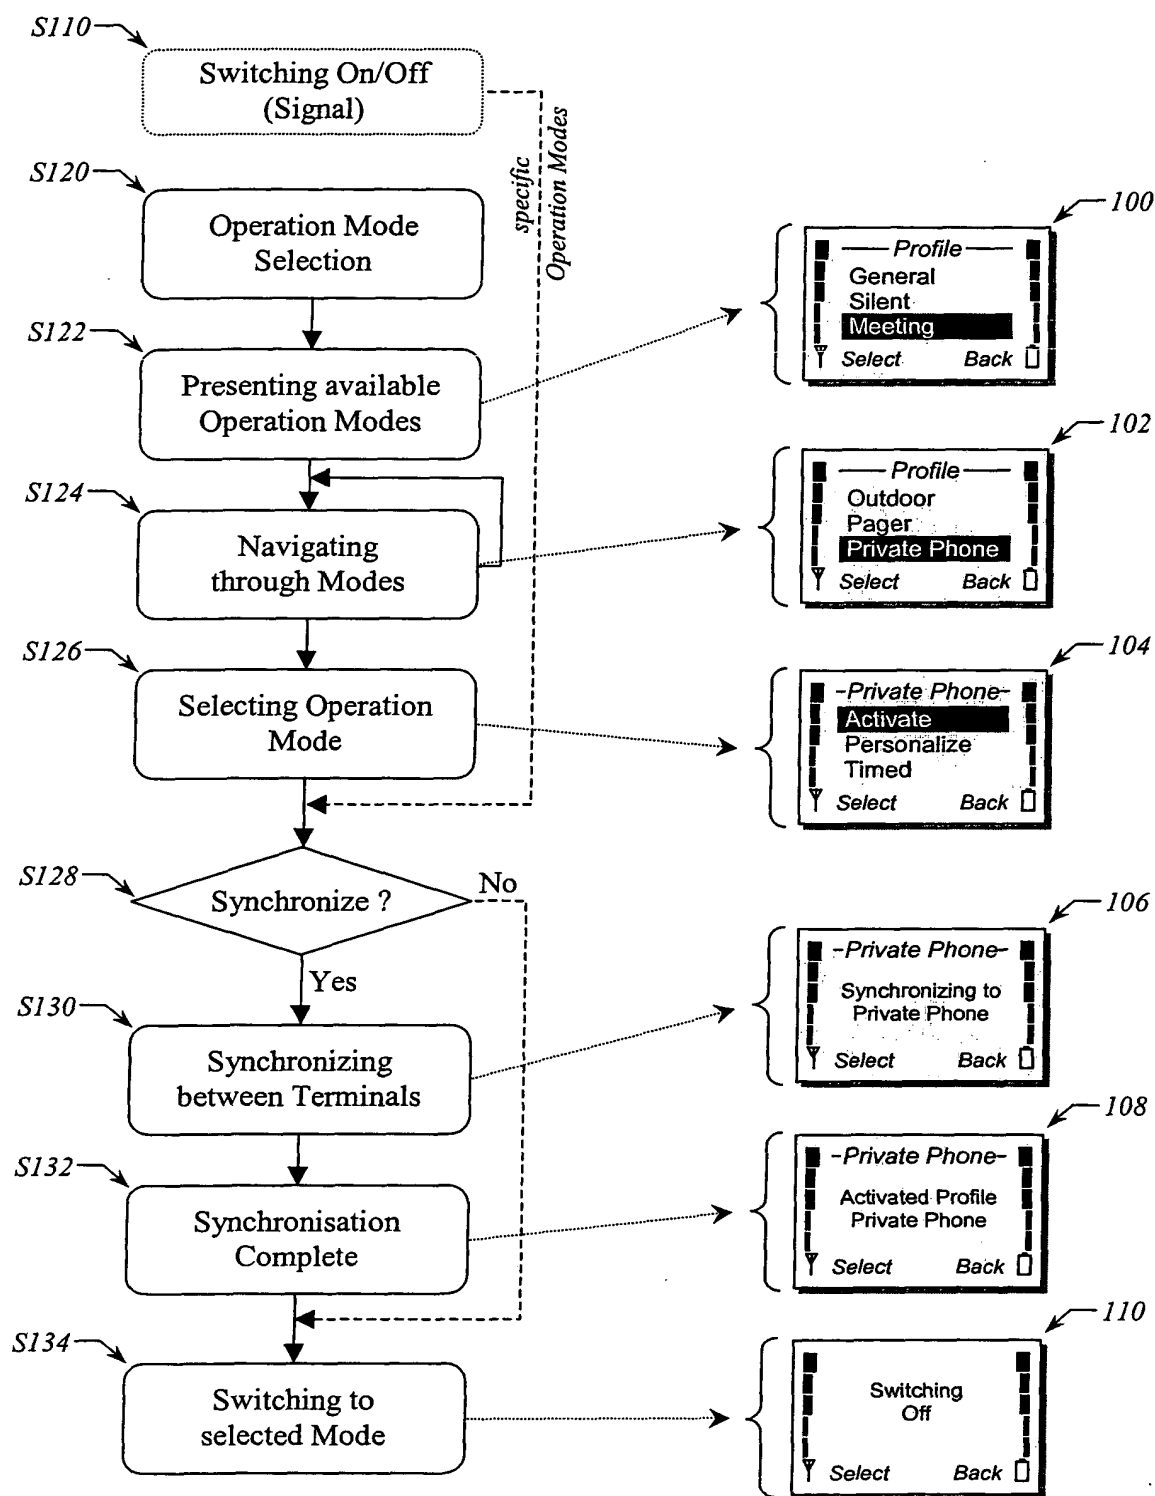 S110
Switching On/Off
(Signal)
specific
Operation Modes
S120
Operation Mode
Selection
S122
Presenting available
Operation Modes
S124
Navigating
through Modes
S126
Selecting Operation
Mode
S128
Synchronize ?
No
Yes
S130
Synchronizing
between Terminals
S132
Synchronisation
Complete
S134
Switching to
selected Mode
100
Profile
General
Silent
Meeting
Select Back
102
Profile
Outdoor
Pager
Private Phone
Select Back
104
-Private Phone-
Activate
Personalize
Timed
Select Back
106
-Private Phone-
Synchronizing to
Private Phone
Select Back
108
-Private Phone-
Activated Profile
Private Phone
Select Back
110
Switching
Off
Select Back